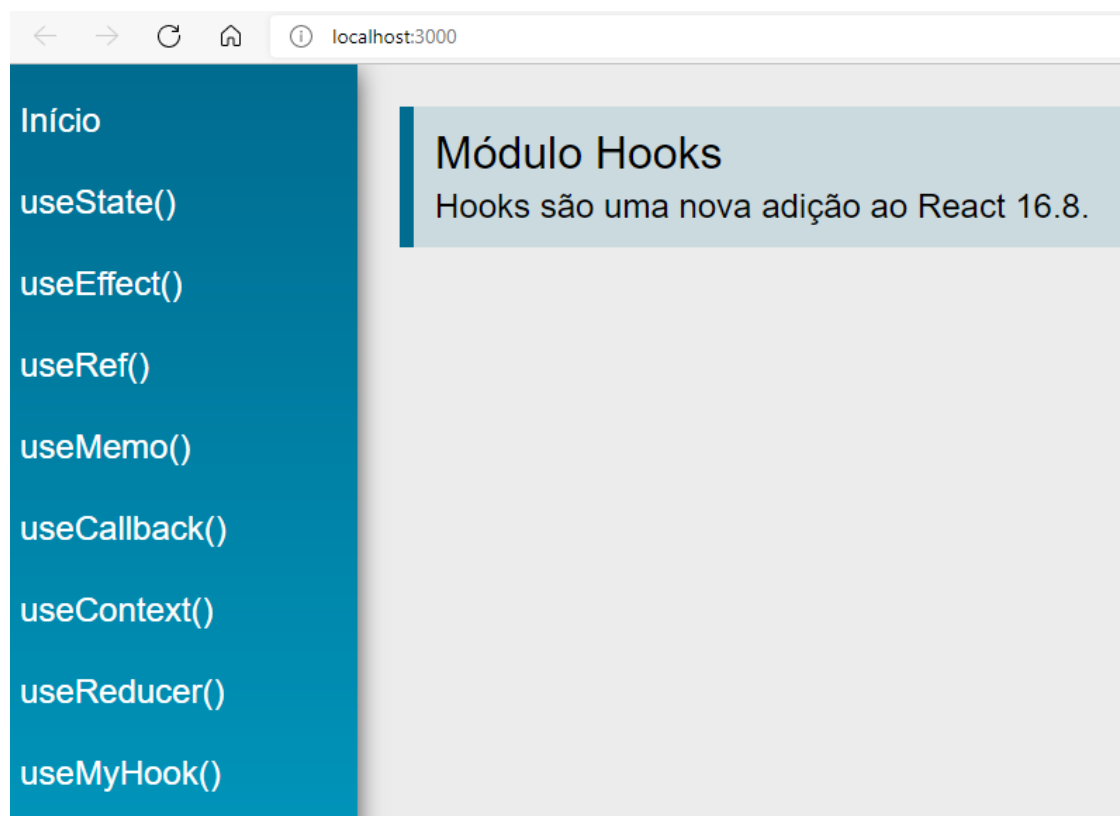 localhost:3000
Início
useState()
useEffect()
useRef()
useMemo()
useCallback()
useContext()
useReducer()
useMyHook()
Módulo Hooks
Hooks são uma nova adição ao React 16.8.